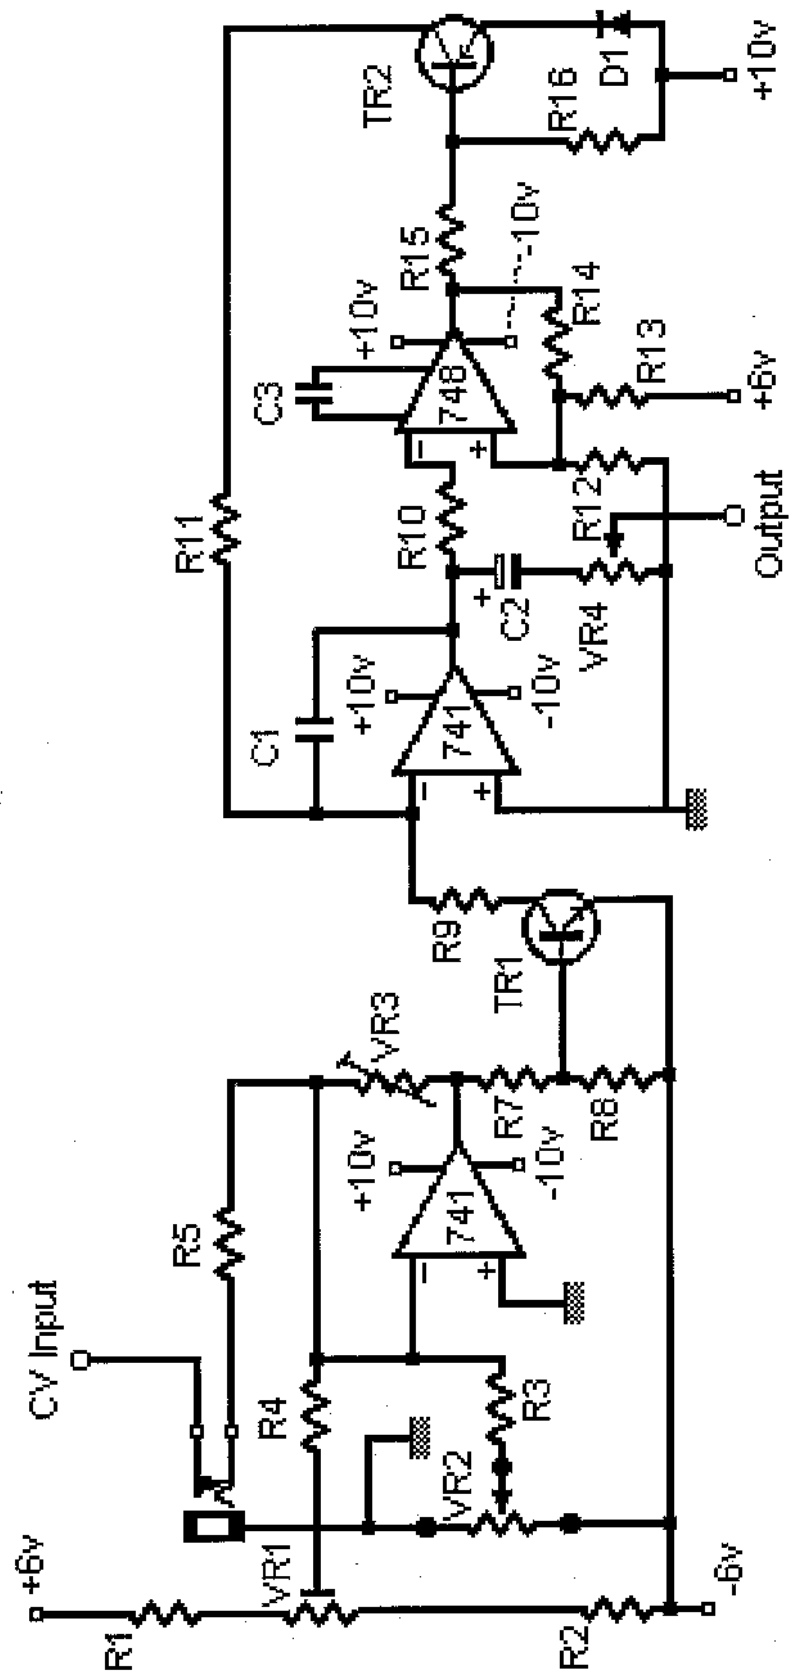 +6v
R1
VR1
R2
-6v
CV Input
R5
R4
VR2
R3
-
+
741
+10v
-10v
VR3
R7
R8
TR1
R9
R11
C1
-
+
741
+10v
-10v
+
C2
VR4
Output
R10
C3
-
+
748
+10v
-10v
R12
R13
+6v
R14
R15
TR2
R16
D1
+10v